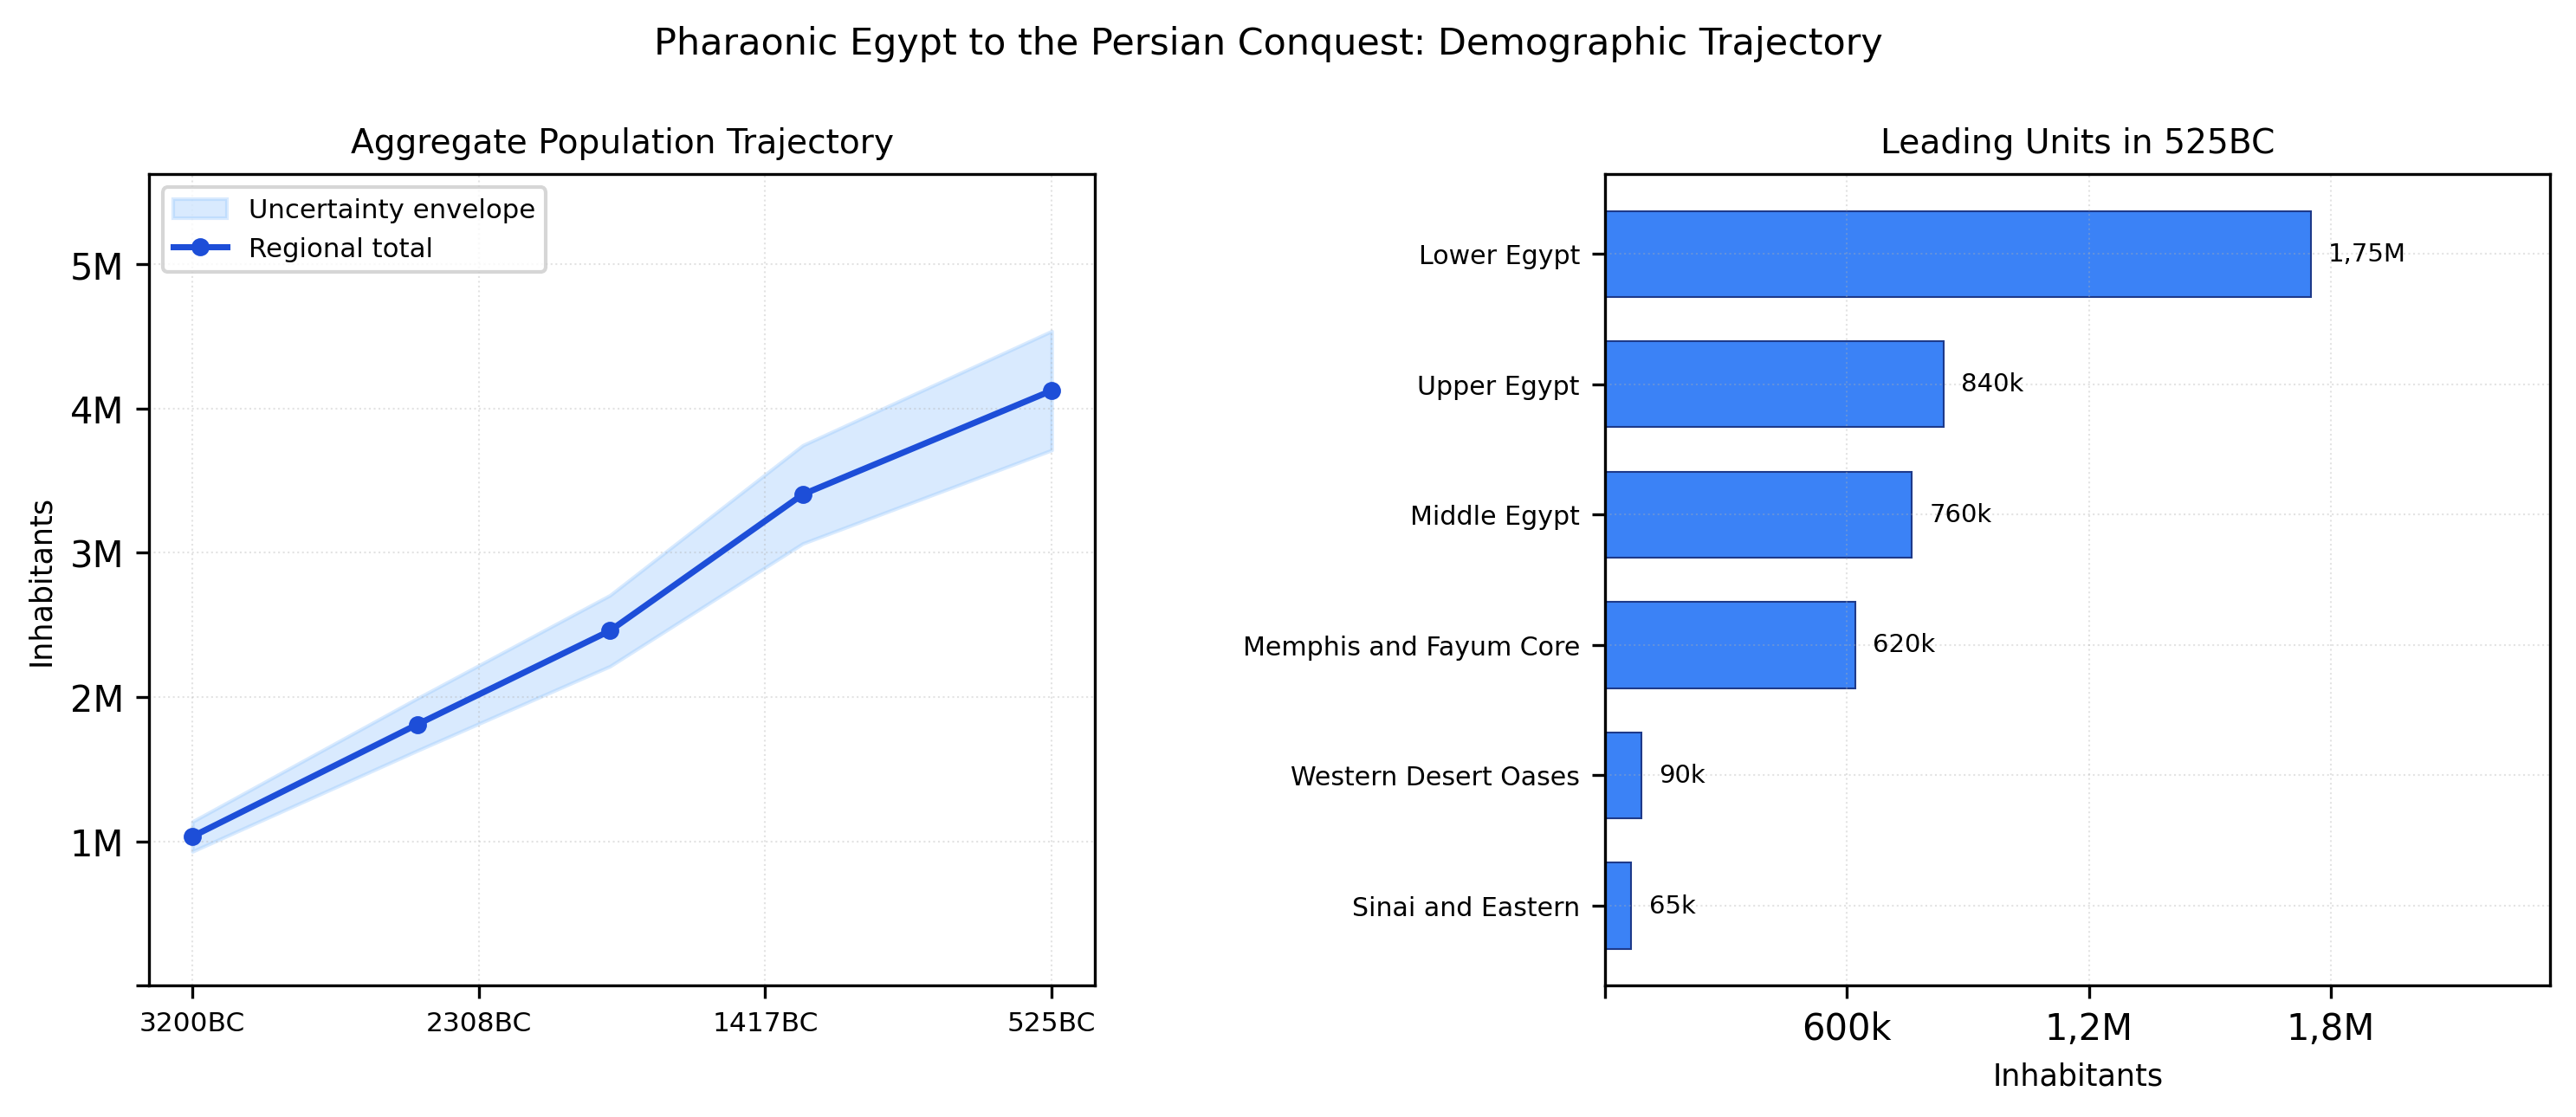 Pharaonic Egypt to the Persian Conquest: Demographic Trajectory
Aggregate Population Trajectory
Uncertainty envelope
Regional total
Inhabitants
5M
4M
3M
2M
1M
3200BC
2308BC
1417BC
525BC
Leading Units in 525BC
Lower Egypt
1,75M
Upper Egypt
840k
Middle Egypt
760k
Memphis and Fayum Core
620k
Western Desert Oases
90k
Sinai and Eastern
65k
600k
1,2M
1,8M
Inhabitants